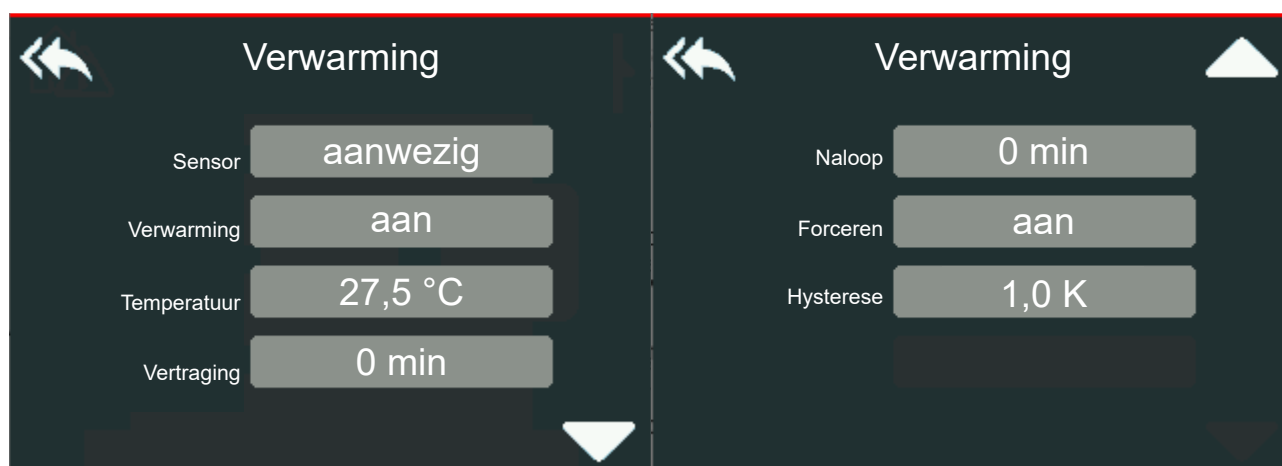 Verwarming
Sensor aanwezig
Verwarming aan
Temperatuur 27,5 °C
Vertraging 0 min
Verwarming
Naloop 0 min
Forceren aan
Hysterese 1,0 K